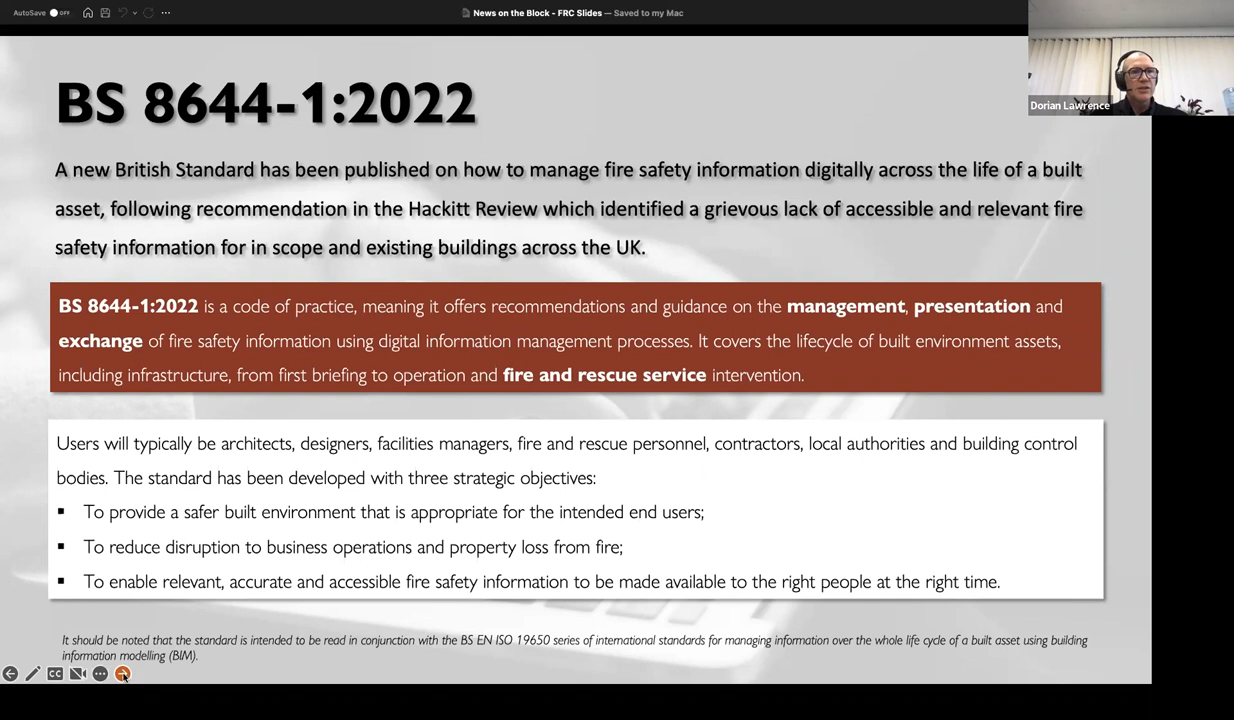 AutoSave OFF
News on the Block - FRC Slides — Saved to my Mac
Dorian Lawrence
BS 8644-1:2022
A new British Standard has been published on how to manage fire safety information digitally across the life of a built
asset, following recommendation in the Hackitt Review which identified a grievous lack of accessible and relevant fire
safety information for in scope and existing buildings across the UK.
BS 8644-1:2022 is a code of practice, meaning it offers recommendations and guidance on the management, presentation and
exchange of fire safety information using digital information management processes. It covers the lifecycle of built environment assets,
including infrastructure, from first briefing to operation and fire and rescue service intervention.
Users will typically be architects, designers, facilities managers, fire and rescue personnel, contractors, local authorities and building control
bodies. The standard has been developed with three strategic objectives:
▪ To provide a safer built environment that is appropriate for the intended end users;
▪ To reduce disruption to business operations and property loss from fire;
▪ To enable relevant, accurate and accessible fire safety information to be made available to the right people at the right time.
It should be noted that the standard is intended to be read in conjunction with the BS EN ISO 19650 series of international standards for managing information over the whole life cycle of a built asset using building
information modelling (BIM).
CC